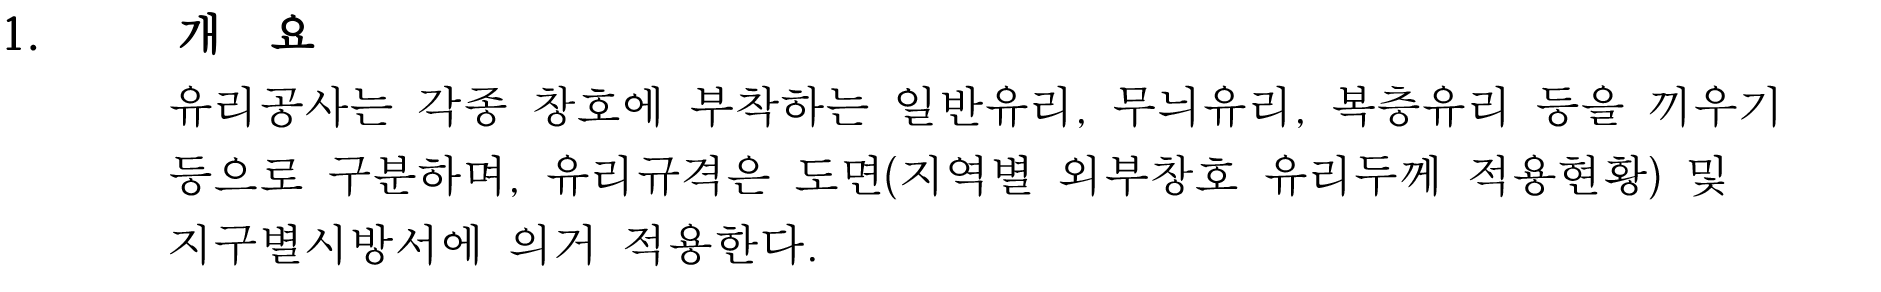 1. 개 요
유리공사는 각종 창호에 부착하는 일반유리, 무늬유리, 복층유리 등을 끼우기
등으로 구분하며, 유리규격은 도면(지역별 외부창호 유리두께 적용현황) 및
지구별시방서에 의거 적용한다.